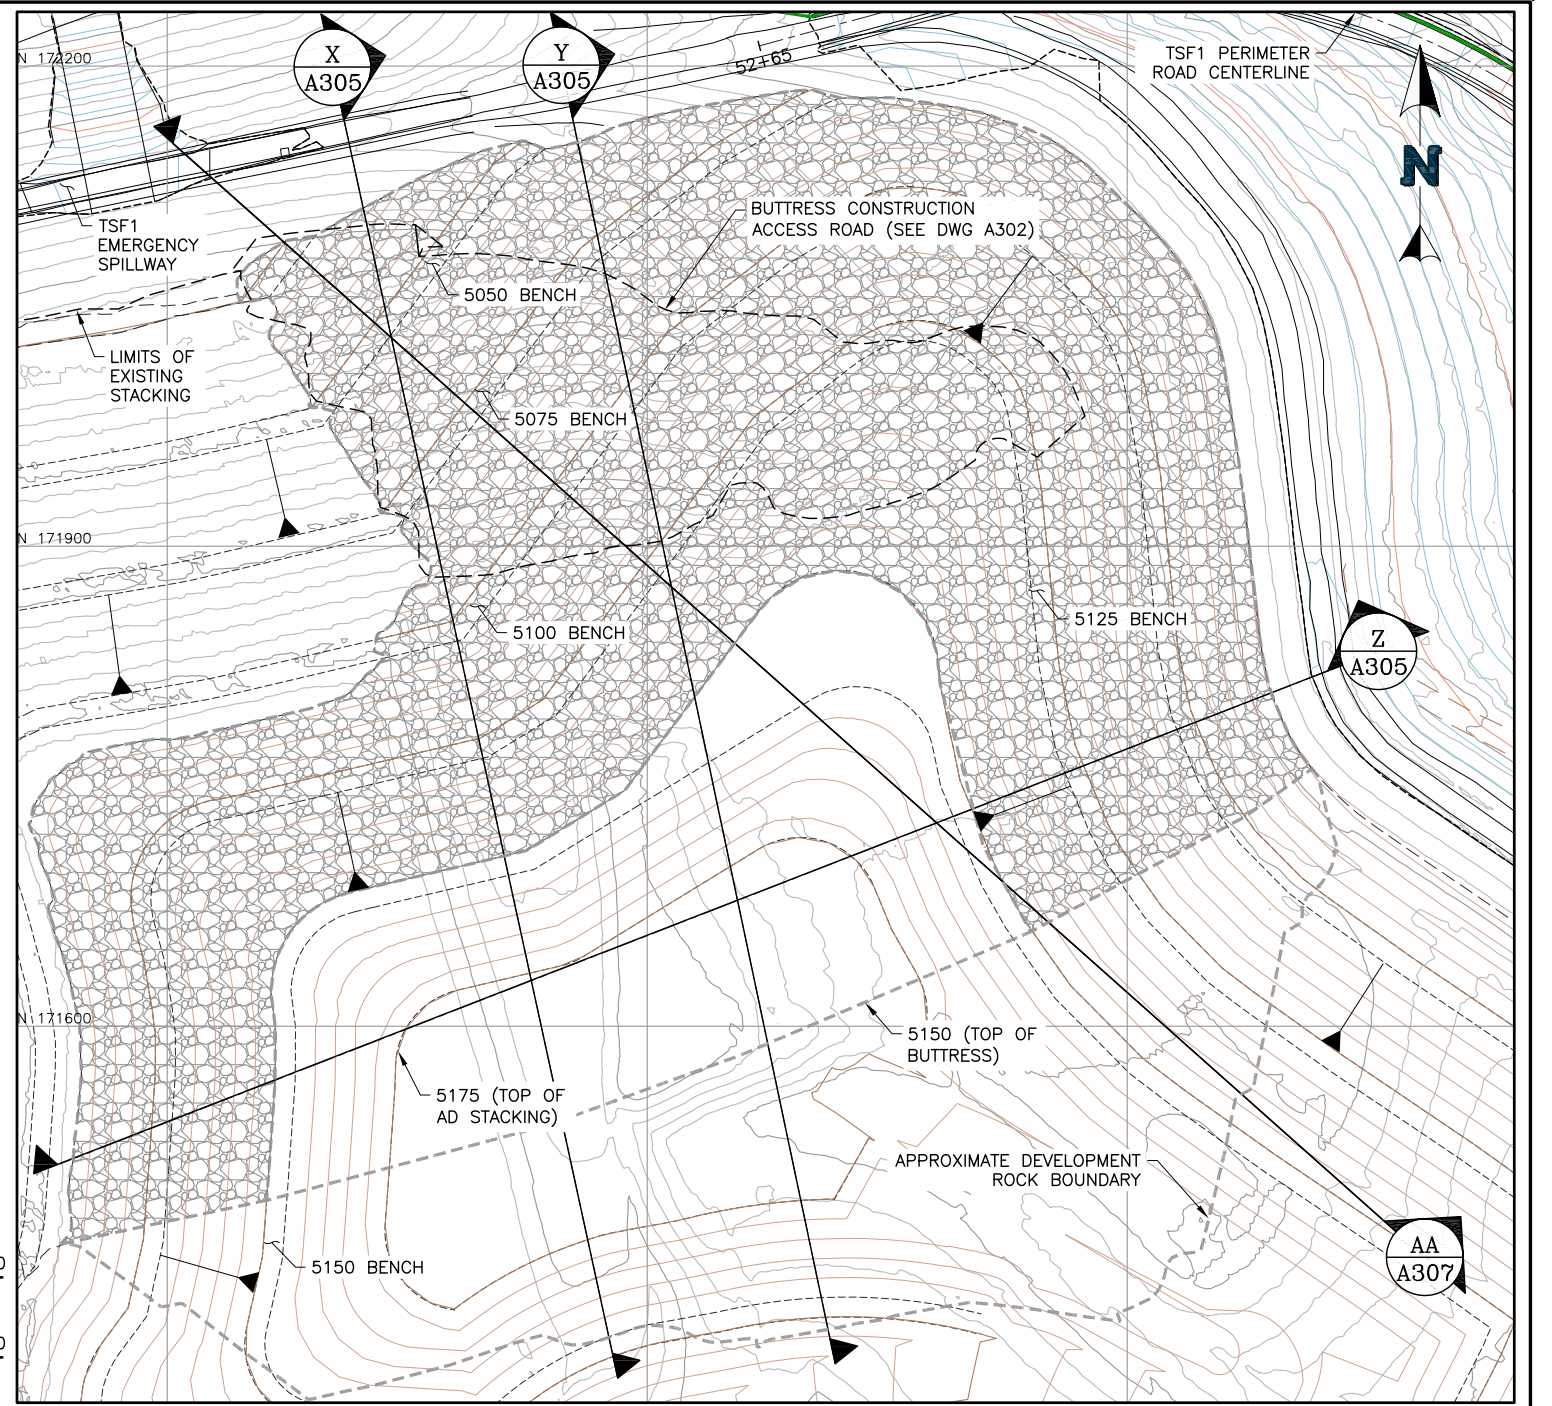 N 172200
X
A305
Y
A305
52+65
TSF1 PERIMETER
ROAD CENTERLINE
N
TSF1
EMERGENCY
SPILLWAY
BUTTRESS CONSTRUCTION
ACCESS ROAD (SEE DWG A302)
5050 BENCH
LIMITS OF
EXISTING
STACKING
5075 BENCH
N 171900
5100 BENCH
5125 BENCH
Z
A305
N 171600
5150 (TOP OF
BUTTRESS)
5175 (TOP OF
AD STACKING)
APPROXIMATE DEVELOPMENT
ROCK BOUNDARY
5150 BENCH
AA
A307